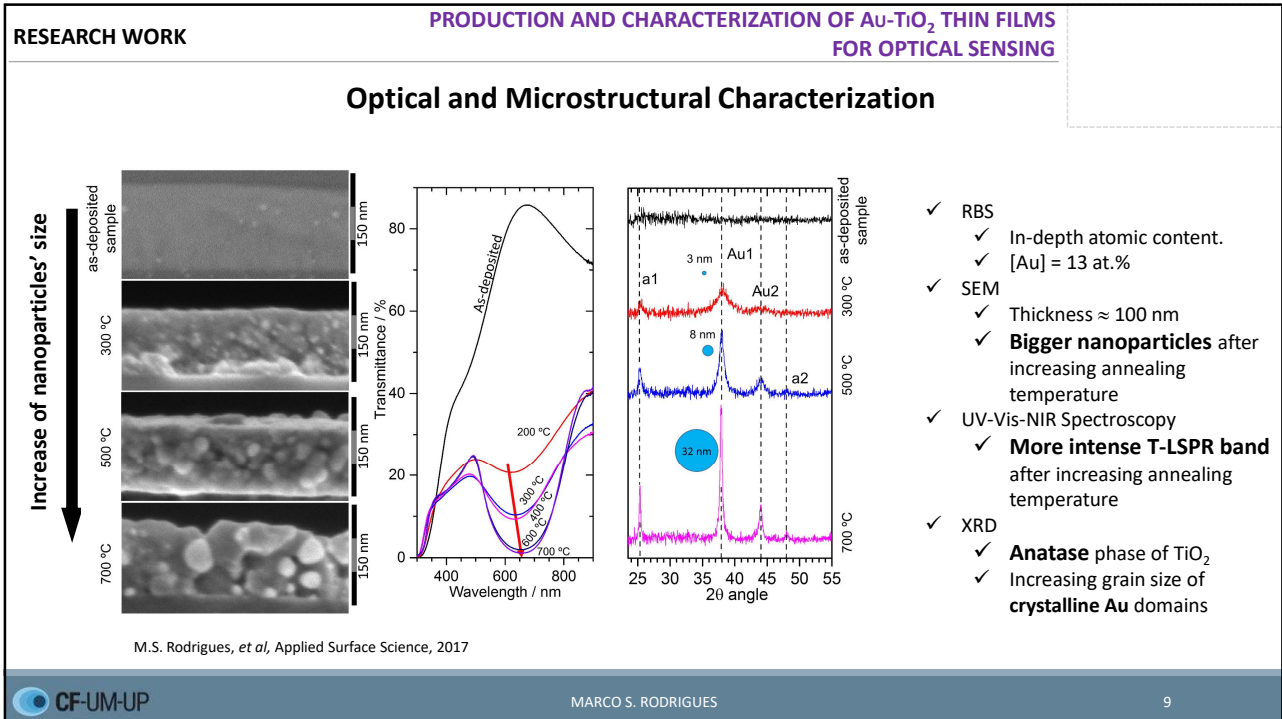 RESEARCH WORK
PRODUCTION AND CHARACTERIZATION OF AU-TIO₂ THIN FILMS
FOR OPTICAL SENSING
Optical and Microstructural Characterization
Increase of nanoparticles' size
as-deposited
sample
150 nm
300 ºC
150 nm
500 ºC
150 nm
700 ºC
150 nm
Transmittance / %
80
60
40
20
0
As-deposited
200 ºC
300 ºC
400 ºC
600 ºC
700 ºC
400 600 800
Wavelength / nm
a1
3 nm
Au1
Au2
8 nm
a2
32 nm
as-deposited
sample
300 ºC
500 ºC
700 ºC
25 30 35 40 45 50 55
2θ angle
✓ RBS
✓ In-depth atomic content.
✓ [Au] = 13 at.%
✓ SEM
✓ Thickness ≈ 100 nm
✓ Bigger nanoparticles after
increasing annealing
temperature
✓ UV-Vis-NIR Spectroscopy
✓ More intense T-LSPR band
after increasing annealing
temperature
✓ XRD
✓ Anatase phase of TiO₂
✓ Increasing grain size of
crystalline Au domains
M.S. Rodrigues, et al, Applied Surface Science, 2017
CF-UM-UP
MARCO S. RODRIGUES
9